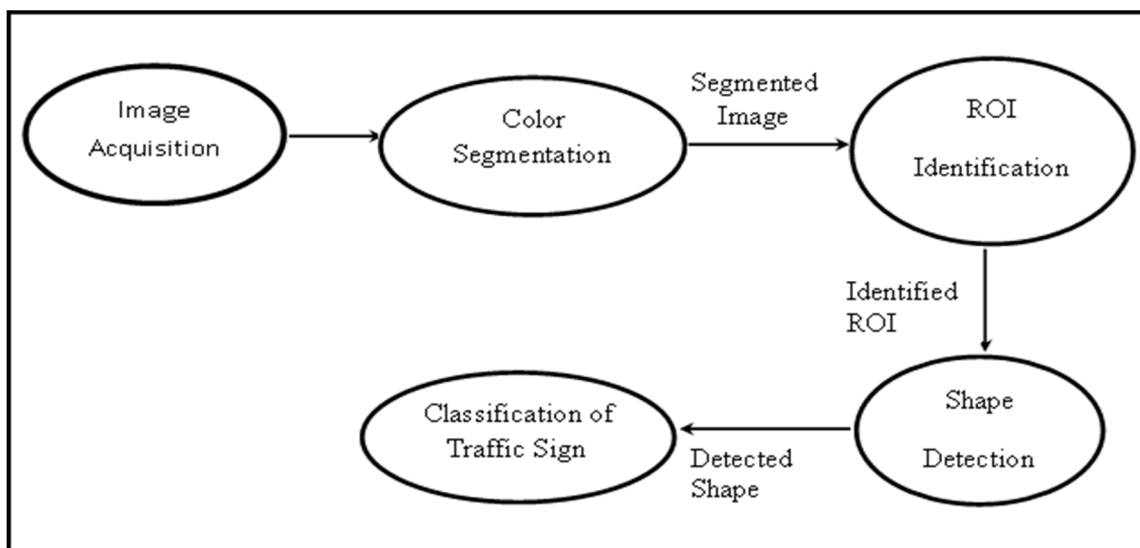 Image
Acquisition
Color
Segmentation
Segmented
Image
ROI
Identification
Identified
ROI
Shape
Detection
Detected
Shape
Classification of
Traffic Sign